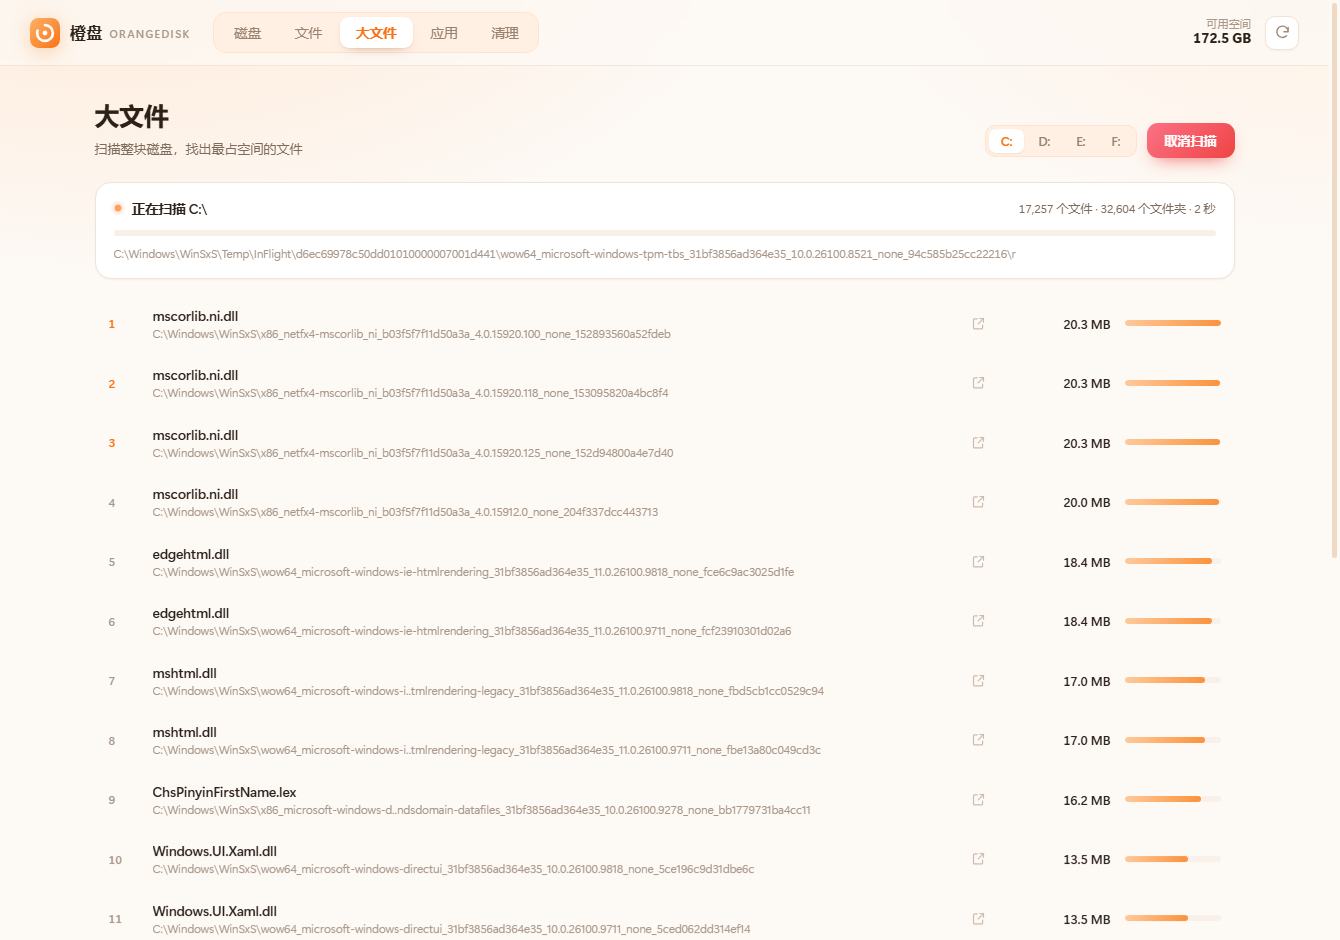 橙盘 ORANGEDISK
磁盘 文件 大文件 应用 清理
可用空间
172.5 GB
大文件
扫描整块磁盘，找出最占空间的文件
C: D: E: F: 取消扫描
正在扫描 C:\
17,257 个文件 · 32,604 个文件夹 · 2 秒
C:\Windows\WinSxS\Temp\InFlight\d6ec69978c50dd01010000007001d441\wow64_microsoft-windows-tpm-tbs_31bf3856ad364e35_10.0.26100.8521_none_94c585b25cc22216\r
1 mscorlib.ni.dll 20.3 MB
C:\Windows\WinSxS\x86_netfx4-mscorlib_ni_b03f5f7f11d50a3a_4.0.15920.100_none_152893560a52fdeb
2 mscorlib.ni.dll 20.3 MB
C:\Windows\WinSxS\x86_netfx4-mscorlib_ni_b03f5f7f11d50a3a_4.0.15920.118_none_153095820a4bc8f4
3 mscorlib.ni.dll 20.3 MB
C:\Windows\WinSxS\x86_netfx4-mscorlib_ni_b03f5f7f11d50a3a_4.0.15920.125_none_152d94800a4e7d40
4 mscorlib.ni.dll 20.0 MB
C:\Windows\WinSxS\x86_netfx4-mscorlib_ni_b03f5f7f11d50a3a_4.0.15912.0_none_204f337dcc443713
5 edgehtml.dll 18.4 MB
C:\Windows\WinSxS\wow64_microsoft-windows-ie-htmlrendering_31bf3856ad364e35_11.0.26100.9818_none_fce6c9ac3025d1fe
6 edgehtml.dll 18.4 MB
C:\Windows\WinSxS\wow64_microsoft-windows-ie-htmlrendering_31bf3856ad364e35_11.0.26100.9711_none_fcf23910301d02a6
7 mshtml.dll 17.0 MB
C:\Windows\WinSxS\wow64_microsoft-windows-i..tmlrendering-legacy_31bf3856ad364e35_11.0.26100.9818_none_fbd5cb1cc0529c94
8 mshtml.dll 17.0 MB
C:\Windows\WinSxS\wow64_microsoft-windows-i..tmlrendering-legacy_31bf3856ad364e35_11.0.26100.9711_none_fbe13a80c049cd3c
9 ChsPinyinFirstName.lex 16.2 MB
C:\Windows\WinSxS\x86_microsoft-windows-d..ndsdomain-datafiles_31bf3856ad364e35_10.0.26100.9278_none_bb1779731ba4cc11
10 Windows.UI.Xaml.dll 13.5 MB
C:\Windows\WinSxS\wow64_microsoft-windows-directui_31bf3856ad364e35_10.0.26100.9818_none_5ce196c9d31dbe6c
11 Windows.UI.Xaml.dll 13.5 MB
C:\Windows\WinSxS\wow64_microsoft-windows-directui_31bf3856ad364e35_10.0.26100.9711_none_5ced062dd314ef14